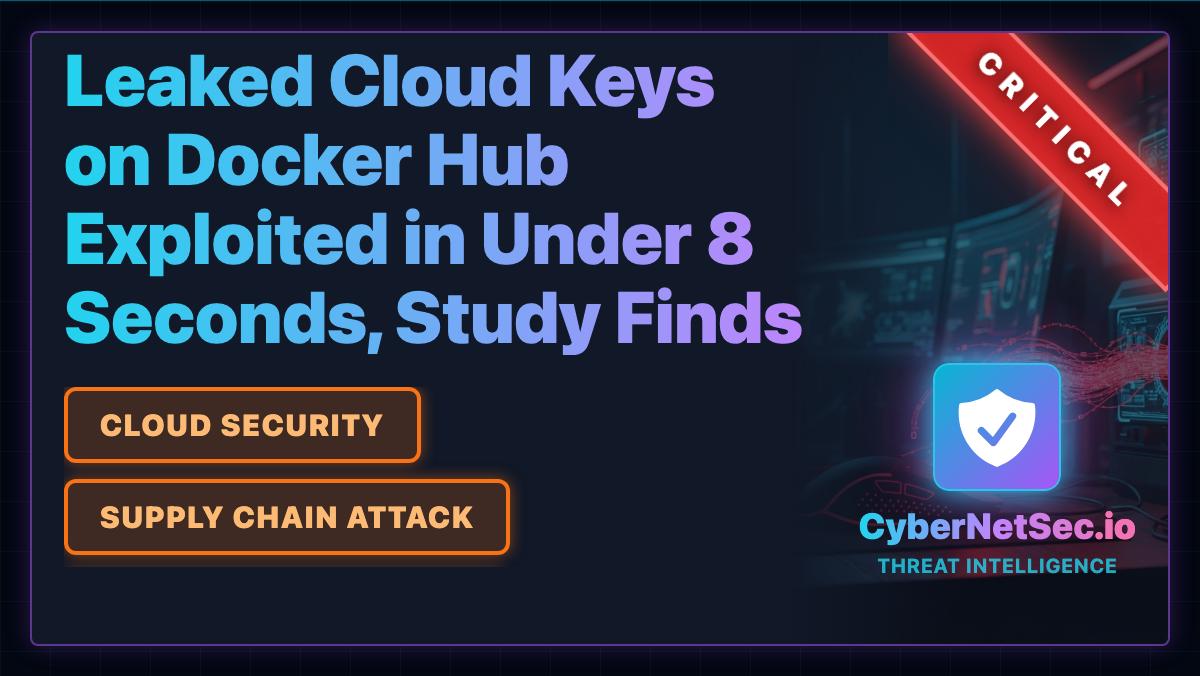 Leaked Cloud Keys
on Docker Hub
Exploited in Under 8
Seconds, Study Finds
CRITICAL
CLOUD SECURITY
SUPPLY CHAIN ATTACK
CyberNetSec.io
THREAT INTELLIGENCE